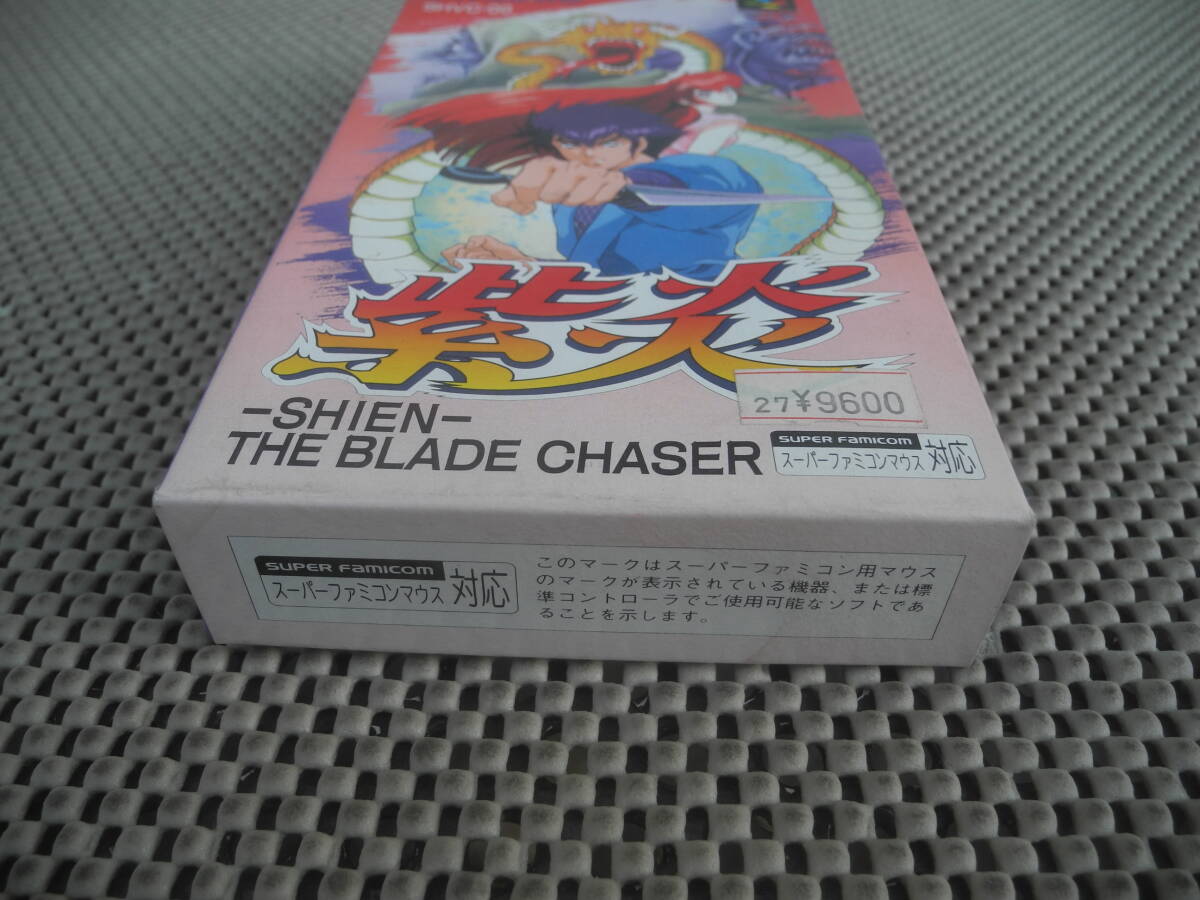 紫炎
27¥9600
-SHIEN-
THE BLADE CHASER
SUPER FAMICOM
スーパーファミコンマウス 対応
SUPER FAMICOM
スーパーファミコンマウス 対応
このマークはスーパーファミコン用マウス
のマークが表示されている機器、または標
準コントローラでご使用可能なソフトであ
ることを示します。